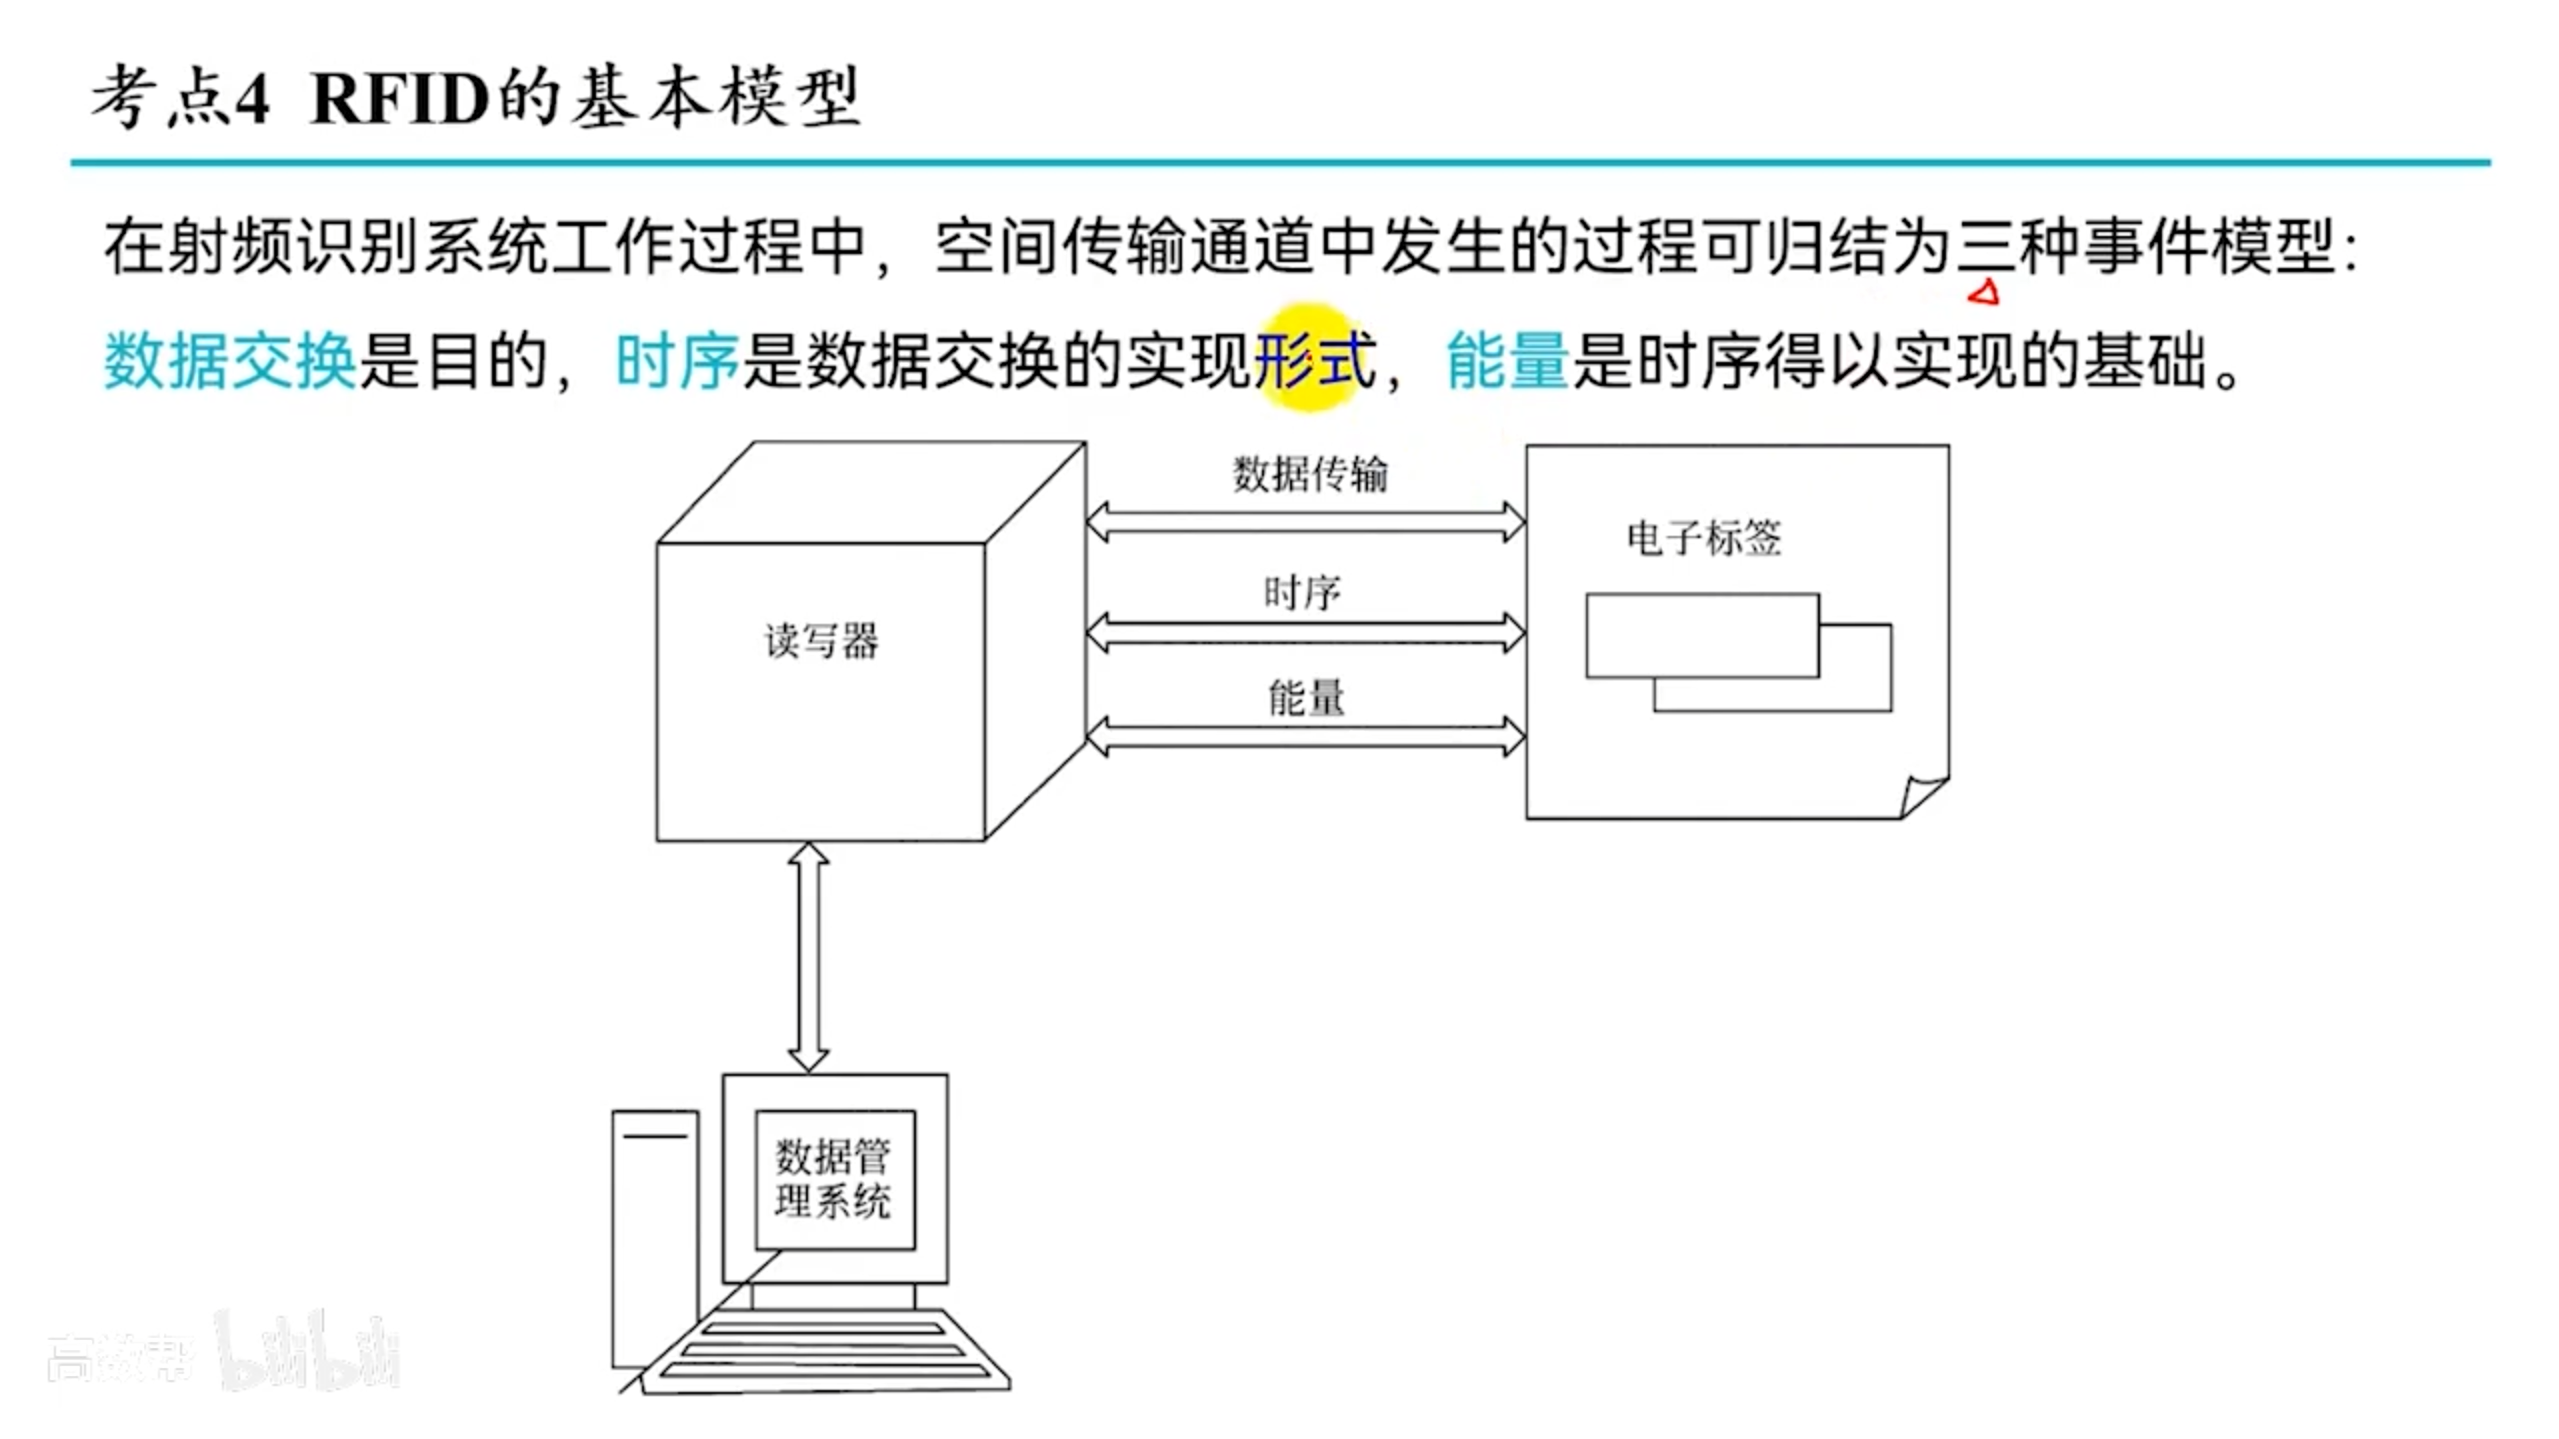 考点4 RFID的基本模型
在射频识别系统工作过程中，空间传输通道中发生的过程可归结为三种事件模型：
数据交换是目的，时序是数据交换的实现形式，能量是时序得以实现的基础。
数据传输
电子标签
时序
读写器
能量
数据管
理系统
高数帮 bilibili